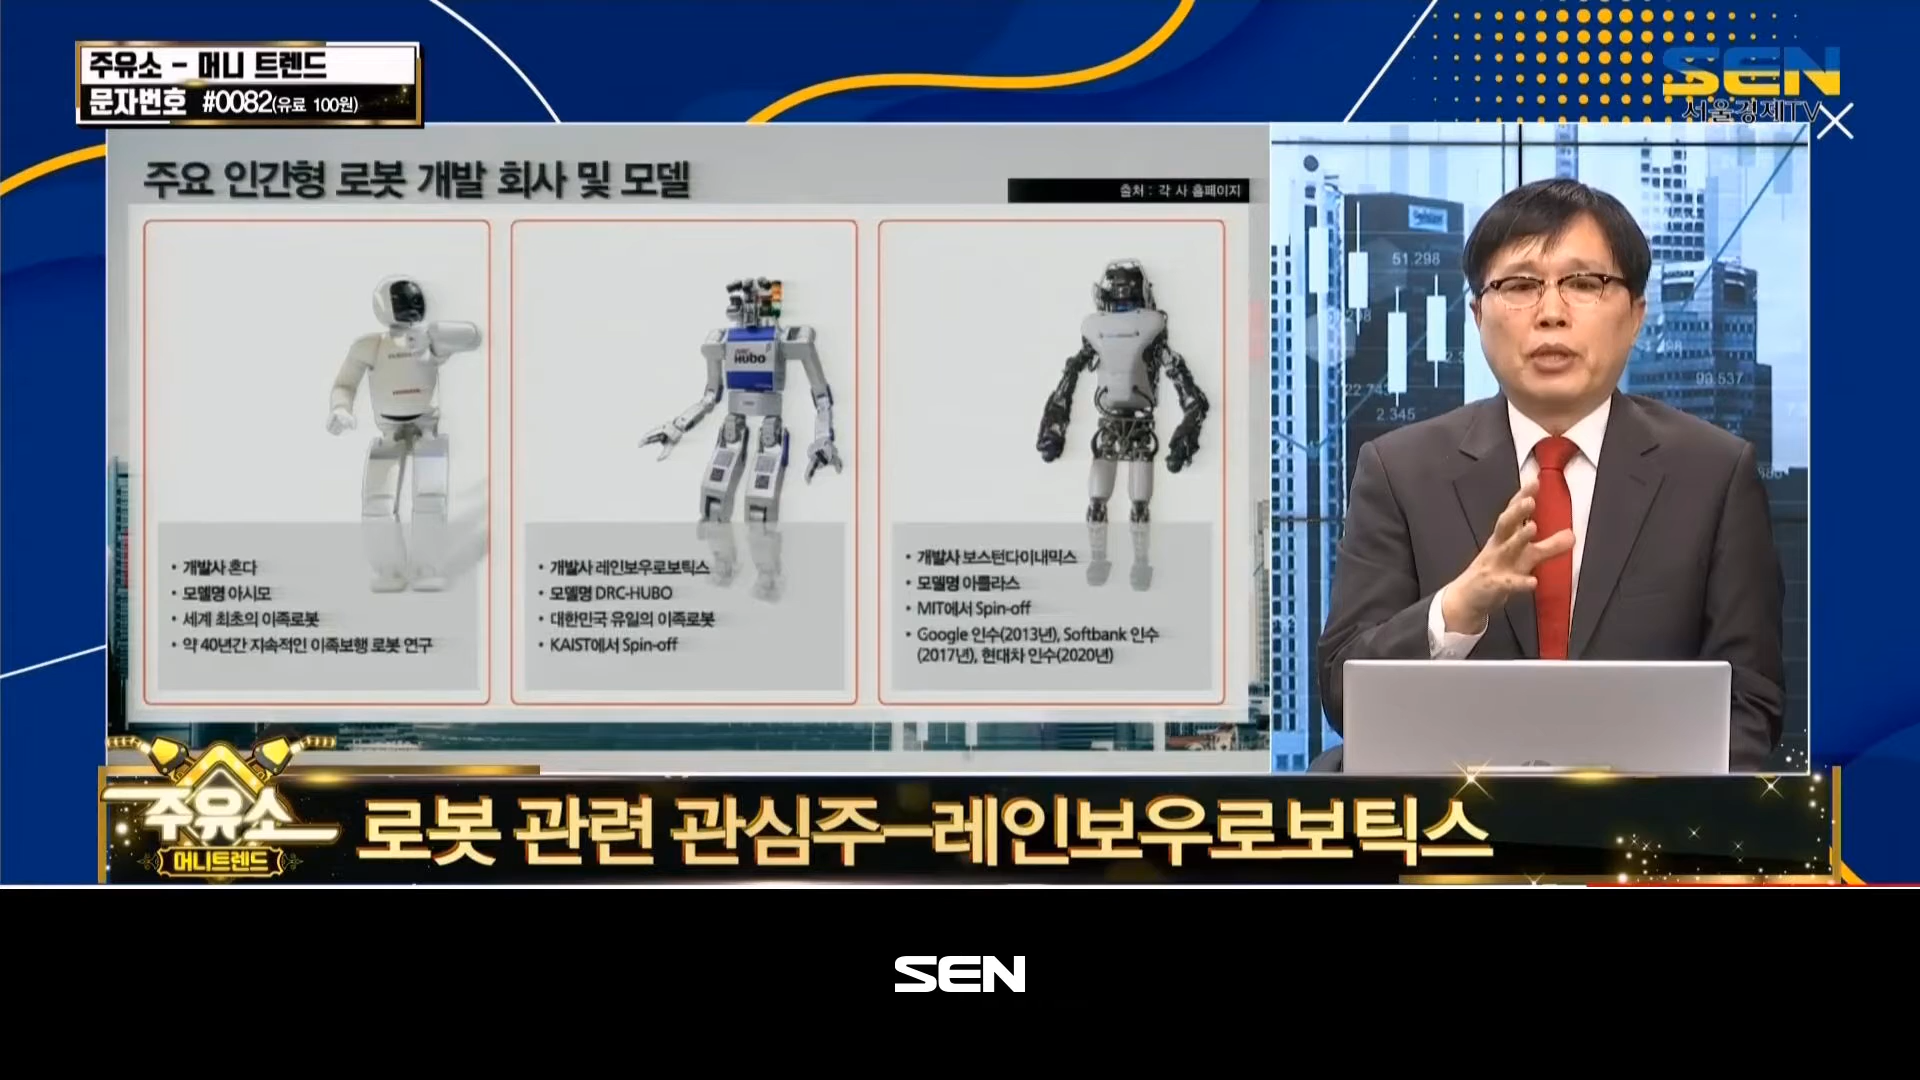 주유소 - 머니 트렌드
문자번호 #0082(유료 100원)
SEN
서울경제TV
주요 인간형 로봇 개발 회사 및 모델
출처 : 각 사 홈페이지
HUBO
• 개발사 혼다
• 모델명 아시모
• 세계 최초의 이족로봇
• 약 40년간 지속적인 이족보행 로봇 연구
• 개발사 레인보우로보틱스
• 모델명 DRC-HUBO
• 대한민국 유일의 이족로봇
• KAIST에서 Spin-off
• 개발사 보스턴다이내믹스
• 모델명 아틀라스
• MIT에서 Spin-off
• Google 인수(2013년), Softbank 인수
(2017년), 현대차 인수(2020년)
51.298
22.743
2.345
99.537
주유소
머니트렌드
로봇 관련 관심주-레인보우로보틱스
SEN